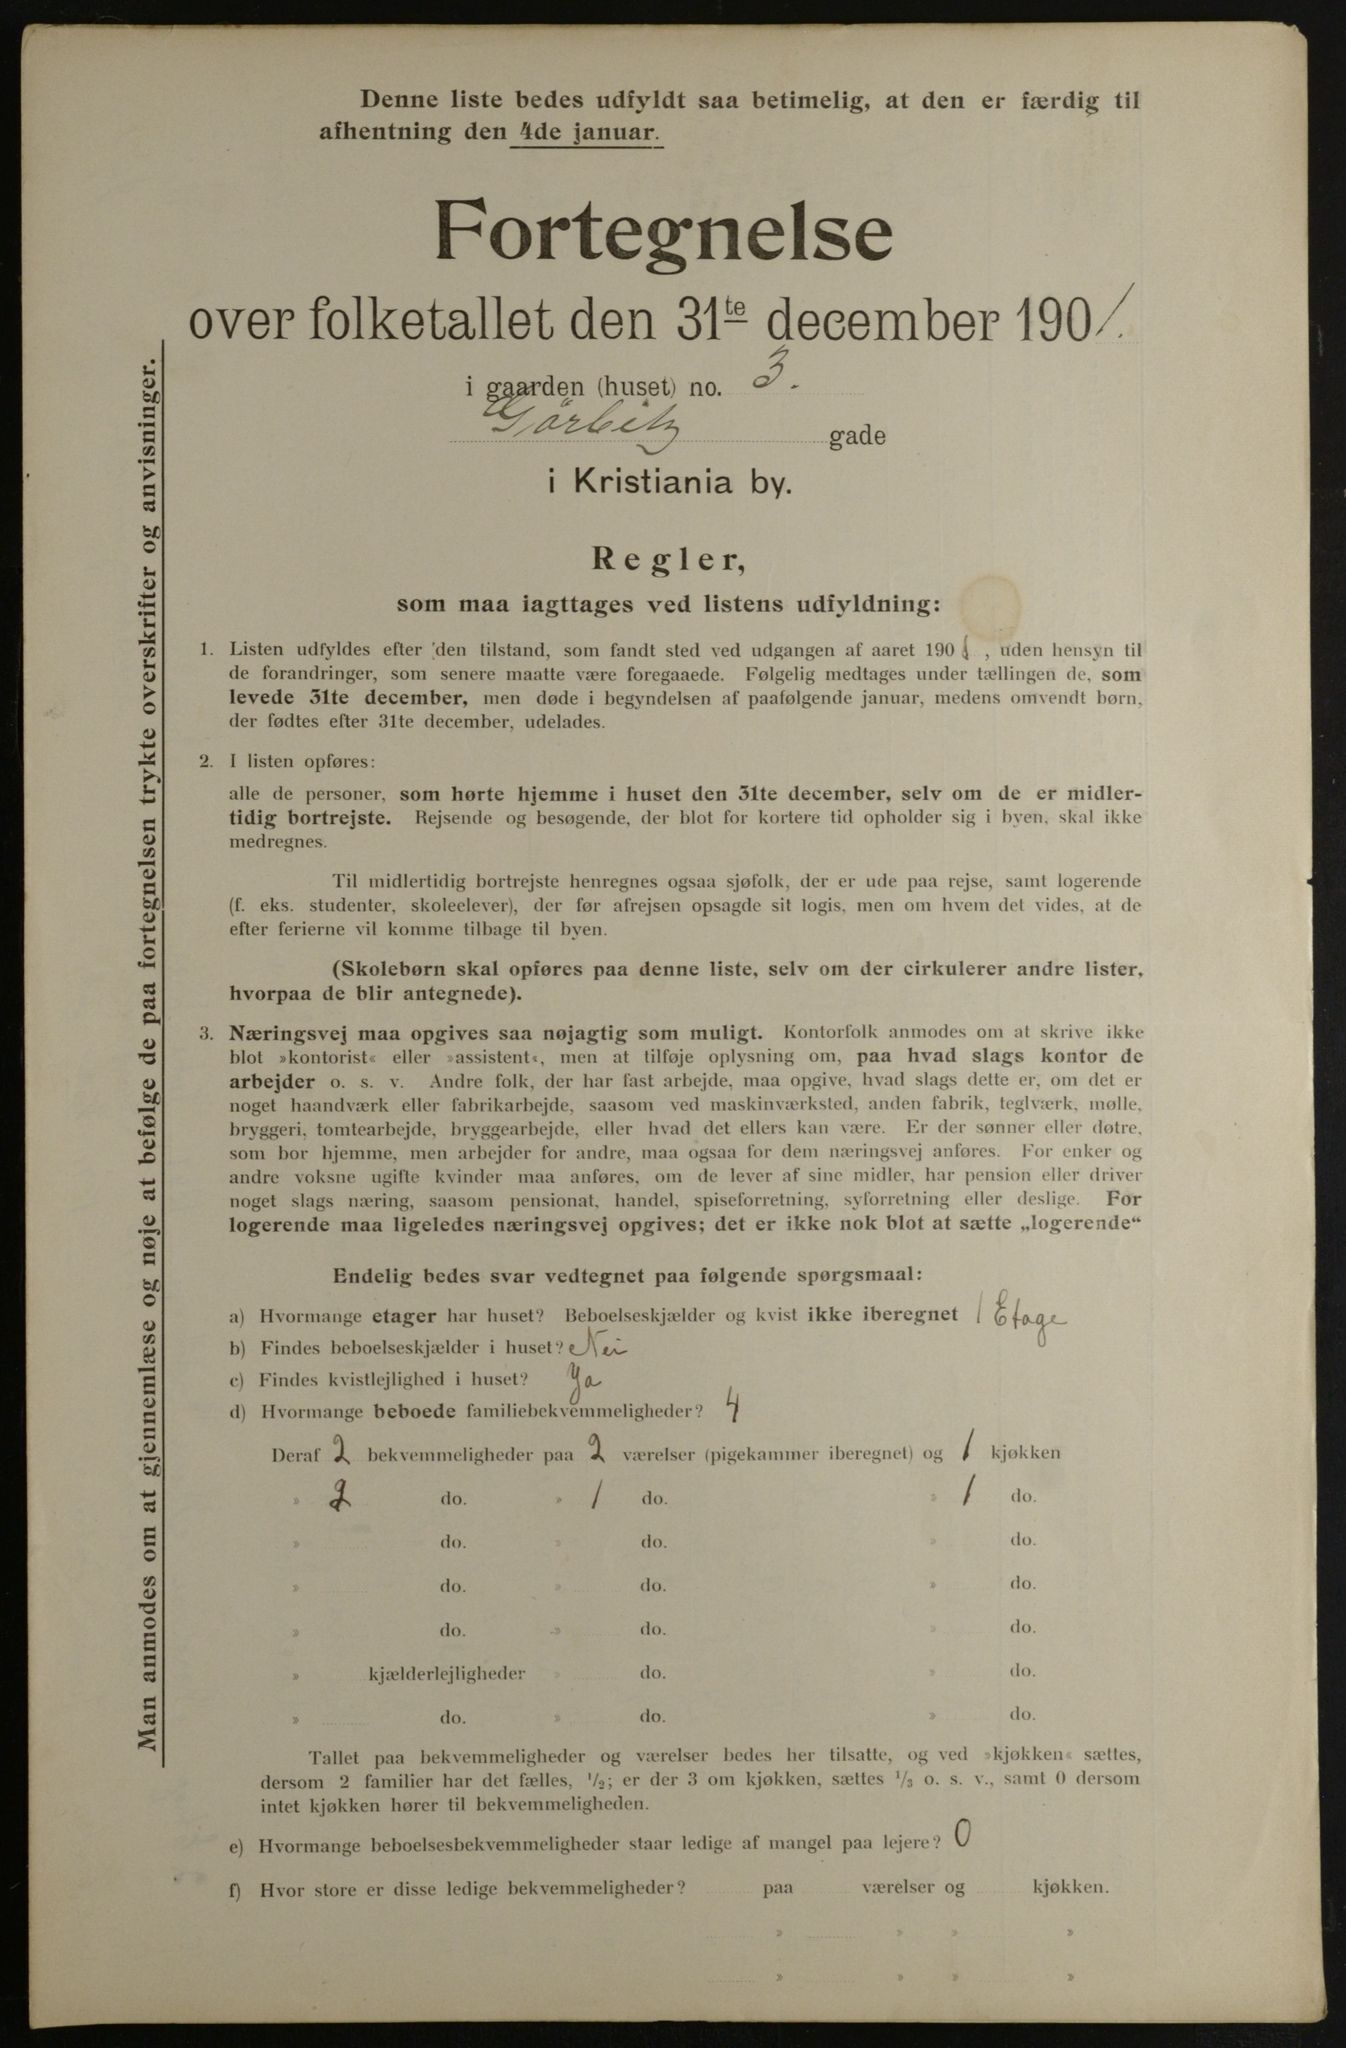 Denne liste bedes udfyldt saa betimelig, at den er færdig til
afhentning den 4de januar.
Fortegnelse
over folketallet den 31te december 1901.
i gaarden (huset) no. 3.
Görbitz gade
i Kristiania by.
Regler,
som maa iagttages ved listens udfyldning:
1. Listen udfyldes efter den tilstand, som fandt sted ved udgangen af aaret 1901, uden hensyn til
de forandringer, som senere maatte være foregaaede. Følgelig medtages under tællingen de, som
levede 31te december, men døde i begyndelsen af paafølgende januar, medens omvendt børn,
der fødtes efter 31te december, udelades.
2. I listen opføres:
alle de personer, som hørte hjemme i huset den 31te december, selv om de er midler-
tidig bortrejste. Rejsende og besøgende, der blot for kortere tid opholder sig i byen, skal ikke
medregnes.
Til midlertidig bortrejste henregnes ogsaa sjøfolk, der er ude paa rejse, samt logerende
(f. eks. studenter, skoleelever), der før afrejsen opsagde sit logis, men om hvem det vides, at de
efter ferierne vil komme tilbage til byen.
(Skolebørn skal opføres paa denne liste, selv om der cirkulerer andre lister,
hvorpaa de blir antegnede).
3. Næringsvej maa opgives saa nøjagtig som muligt. Kontorfolk anmodes om at skrive ikke
blot »kontorist« eller »assistent«, men at tilføje oplysning om, paa hvad slags kontor de
arbejder o. s. v. Andre folk, der har fast arbejde, maa opgive, hvad slags dette er, om det er
noget haandværk eller fabrikarbejde, saasom ved maskinværksted, anden fabrik, teglværk, mølle,
bryggeri, tomtearbejde, bryggearbejde, eller hvad det ellers kan være. Er der sønner eller døtre,
som bor hjemme, men arbejder for andre, maa ogsaa for dem næringsvej anføres. For enker og
andre voksne ugifte kvinder maa anføres, om de lever af sine midler, har pension eller driver
noget slags næring, saasom pensionat, handel, spiseforretning, syforretning eller deslige. For
logerende maa ligeledes næringsvej opgives; det er ikke nok blot at sætte „logerende“
Endelig bedes svar vedtegnet paa følgende spørgsmaal:
a) Hvormange etager har huset? Beboelseskjælder og kvist ikke iberegnet 1 Etage
b) Findes beboelseskjælder i huset? Nei
c) Findes kvistlejlighed i huset? Ja
d) Hvormange beboede familiebekvemmeligheder? 4
Deraf 2 bekvemmeligheder paa 2 værelser (pigekammer iberegnet) og 1 kjøkken
» 2 do. » 1 do. » 1 do.
» do. » do. » do.
» do. » do. » do.
» do. » do. » do.
» kjælderlejligheder » do. » do.
» do. » do. » do.
Tallet paa bekvemmeligheder og værelser bedes her tilsatte, og ved »kjøkken« sættes,
dersom 2 familier har det fælles, 1/2; er der 3 om kjøkken, sættes 1/3 o. s. v., samt 0 dersom
intet kjøkken hører til bekvemmeligheden.
e) Hvormange beboelsesbekvemmeligheder staar ledige af mangel paa lejere? 0
f) Hvor store er disse ledige bekvemmeligheder? paa værelser og kjøkken.
» » » »
» » » »
Man anmodes om at gjennemlæse og nøje at befølge de paa fortegnelsen trykte overskrifter og anvisninger.